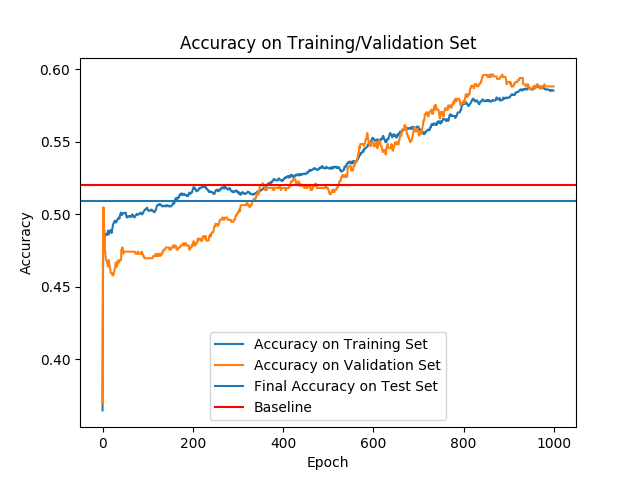 Accuracy on Training/Validation Set
0.60
0.55
0.50
0.45
0.40
Accuracy
Accuracy on Training Set
Accuracy on Validation Set
Final Accuracy on Test Set
Baseline
0 200 400 600 800 1000
Epoch